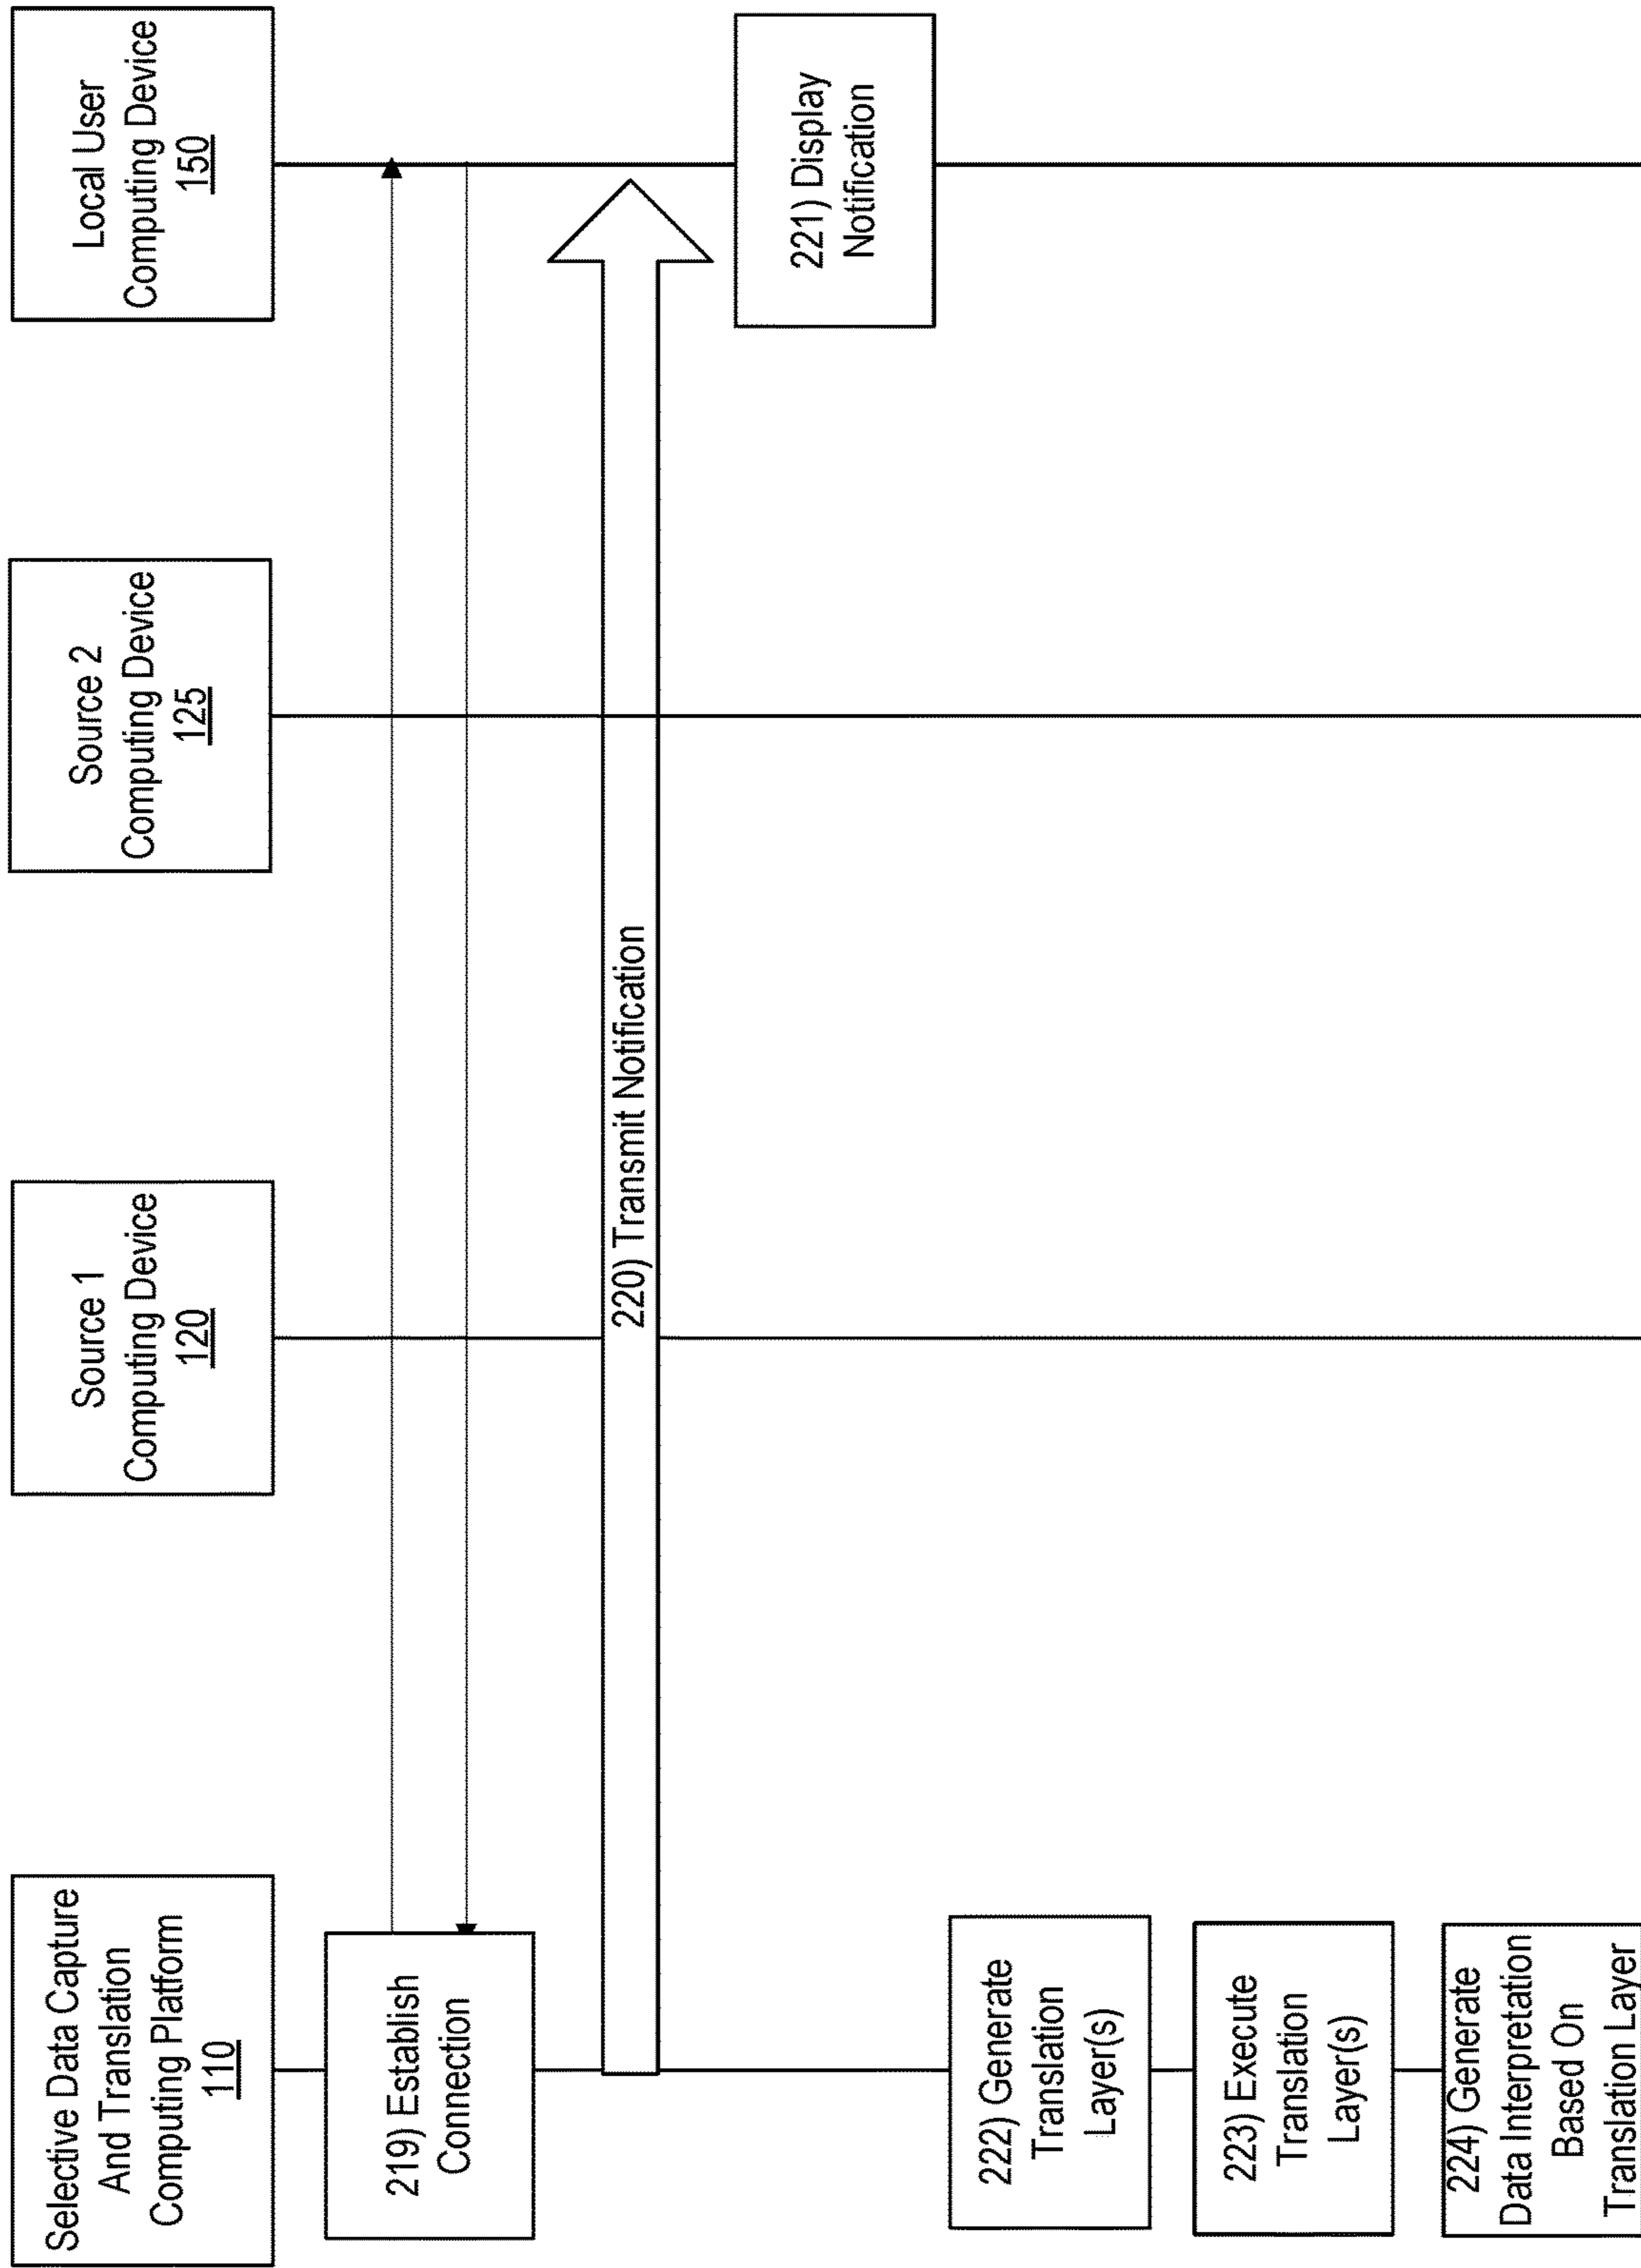 Selective Data Capture
And Translation
Computing Platform
110
Source 1
Computing Device
120
Source 2
Computing Device
125
Local User
Computing Device
150
219) Establish
Connection
220) Transmit Notification
221) Display
Notification
222) Generate
Translation
Layer(s)
223) Execute
Translation
Layer(s)
224) Generate
Data Interpretation
Based On
Translation Layer